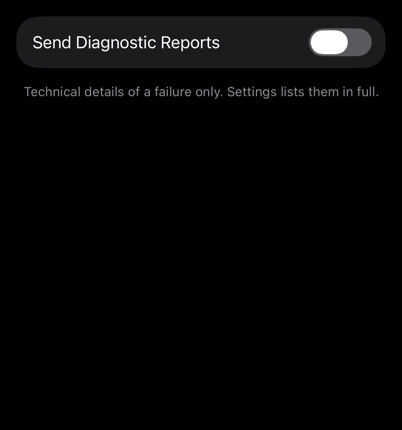 Send Diagnostic Reports
Technical details of a failure only. Settings lists them in full.